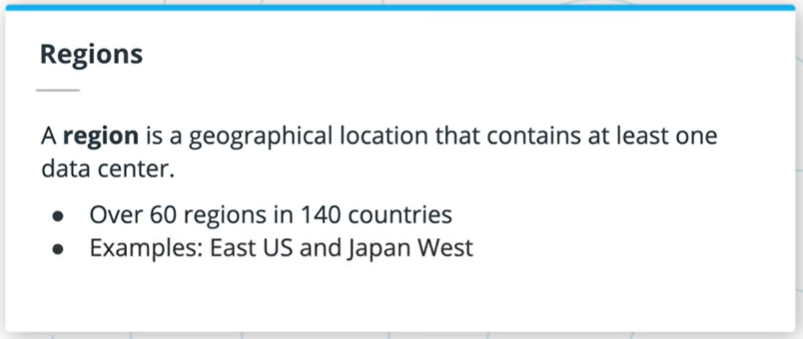 Regions
A region is a geographical location that contains at least one
data center.
● Over 60 regions in 140 countries
● Examples: East US and Japan West